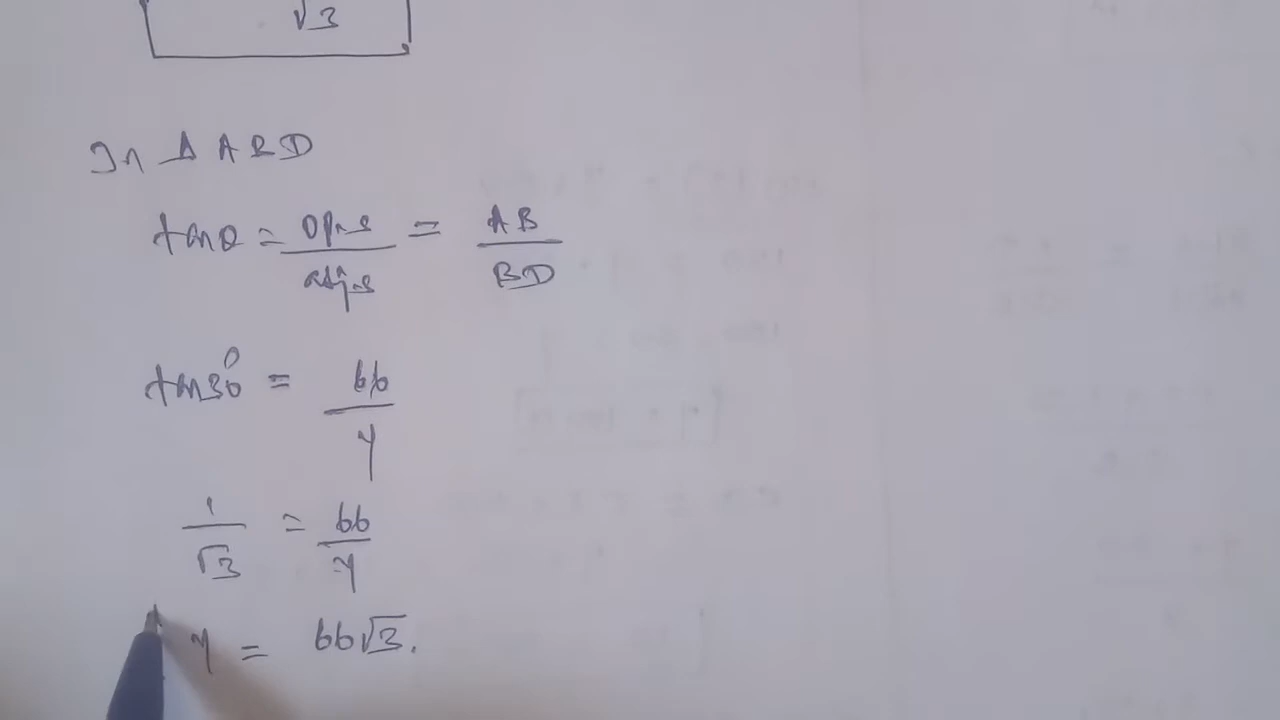 √3
In Δ ABD
tanθ = opp.s / adj.s = AB / BD
tan30° = 66 / y
1 / √3 = 66 / y
y = 66√3.